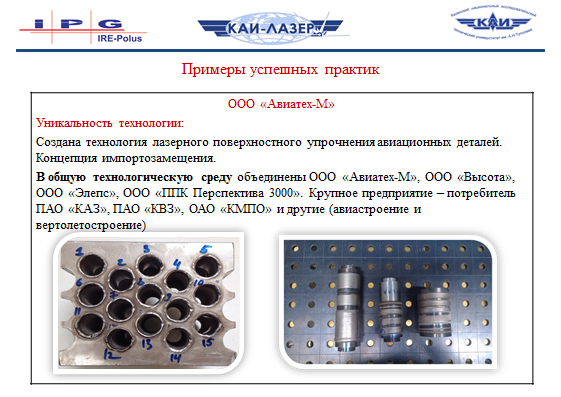 IPG
IRE-Polus
КАИ-ЛАЗЕР
КАИ
Примеры успешных практик
ООО «Авиатех-М»
Уникальность технологии:
Создана технология лазерного поверхностного упрочнения авиационных деталей.
Концепция импортозамещения.
В общую технологическую среду объединены ООО «Авиатех-М», ООО «Высота»,
ООО «Элепс», ООО «ППК Перспектива 3000». Крупное предприятие – потребитель
ПАО «КАЗ», ПАО «КВЗ», ОАО «КМПО» и другие (авиастроение и
вертолетостроение)
1 2 3 4 5
6 10
11 12 13 14 15